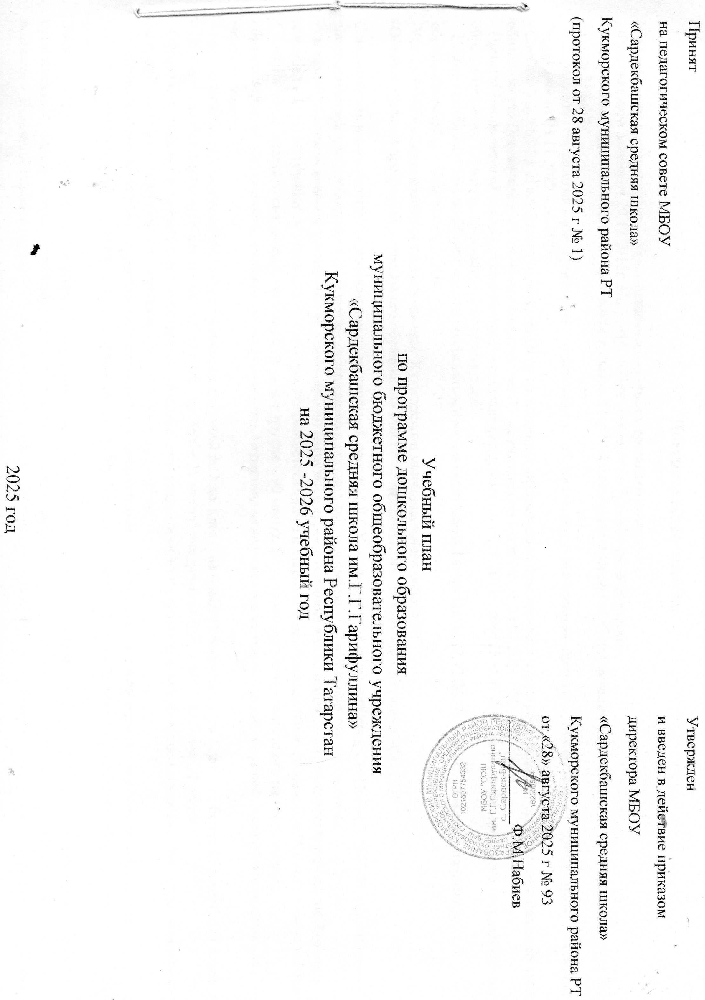 Принят
на педагогическом совете МБОУ
«Сардекбашская средняя школа»
Кукморского муниципального района РТ
(протокол от 28 августа 2025 г № 1)
Утвержден
и введен в действие приказом
директора МБОУ
«Сардекбашская средняя школа»
Кукморского муниципального района РТ
от «28» августа 2025 г № 93
Ф.М.Набиев
ОГРН
1021607754332
МБОУ "СОШ
им. Г.Г.Гарифуллина
с. Сардек-Баш"
ИНН
Учебный план
по программе дошкольного образования
муниципального бюджетного общеобразовательного учреждения
«Сардекбашская средняя школа им.Г.Г.Гарифуллина»
Кукморского муниципального района Республики Татарстан
на 2025 -2026 учебный год
2025 год